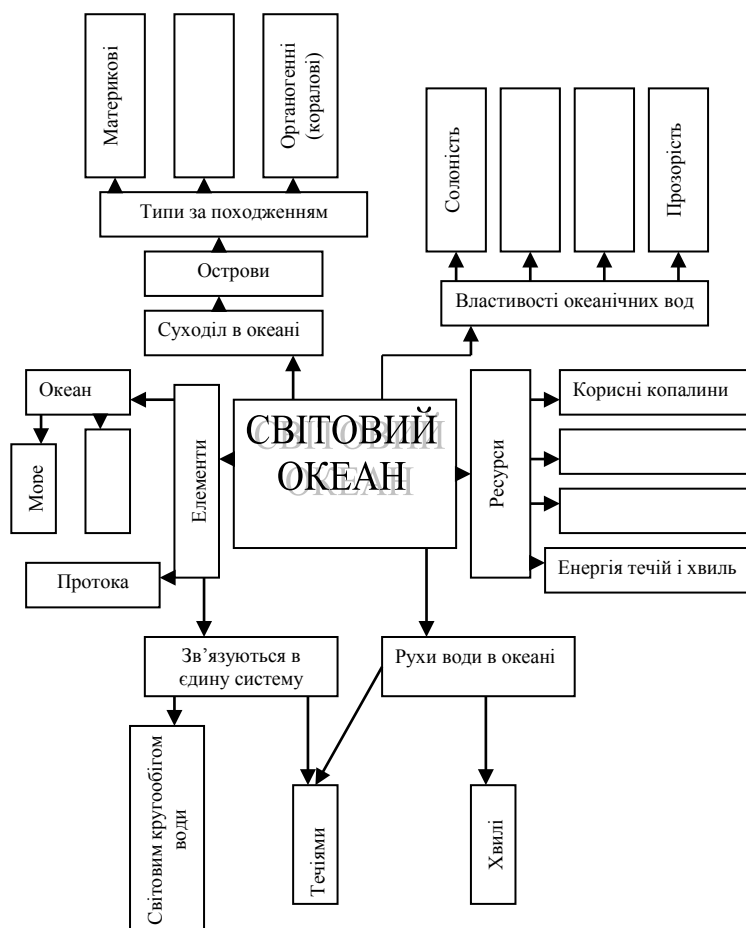 Материкові
Органогенні
(коралові)
Солоність
Прозорість
Типи за походженням
Острови
Властивості океанічних вод
Суходіл в океані
Океан
Море
Елементи
СВІТОВИЙ
ОКЕАН
Ресурси
Корисні копалини
Енергія течій і хвиль
Протока
Зв’язуються в
єдину систему
Рухи води в океані
Світовим кругообігом
води
Течіями
Хвилі